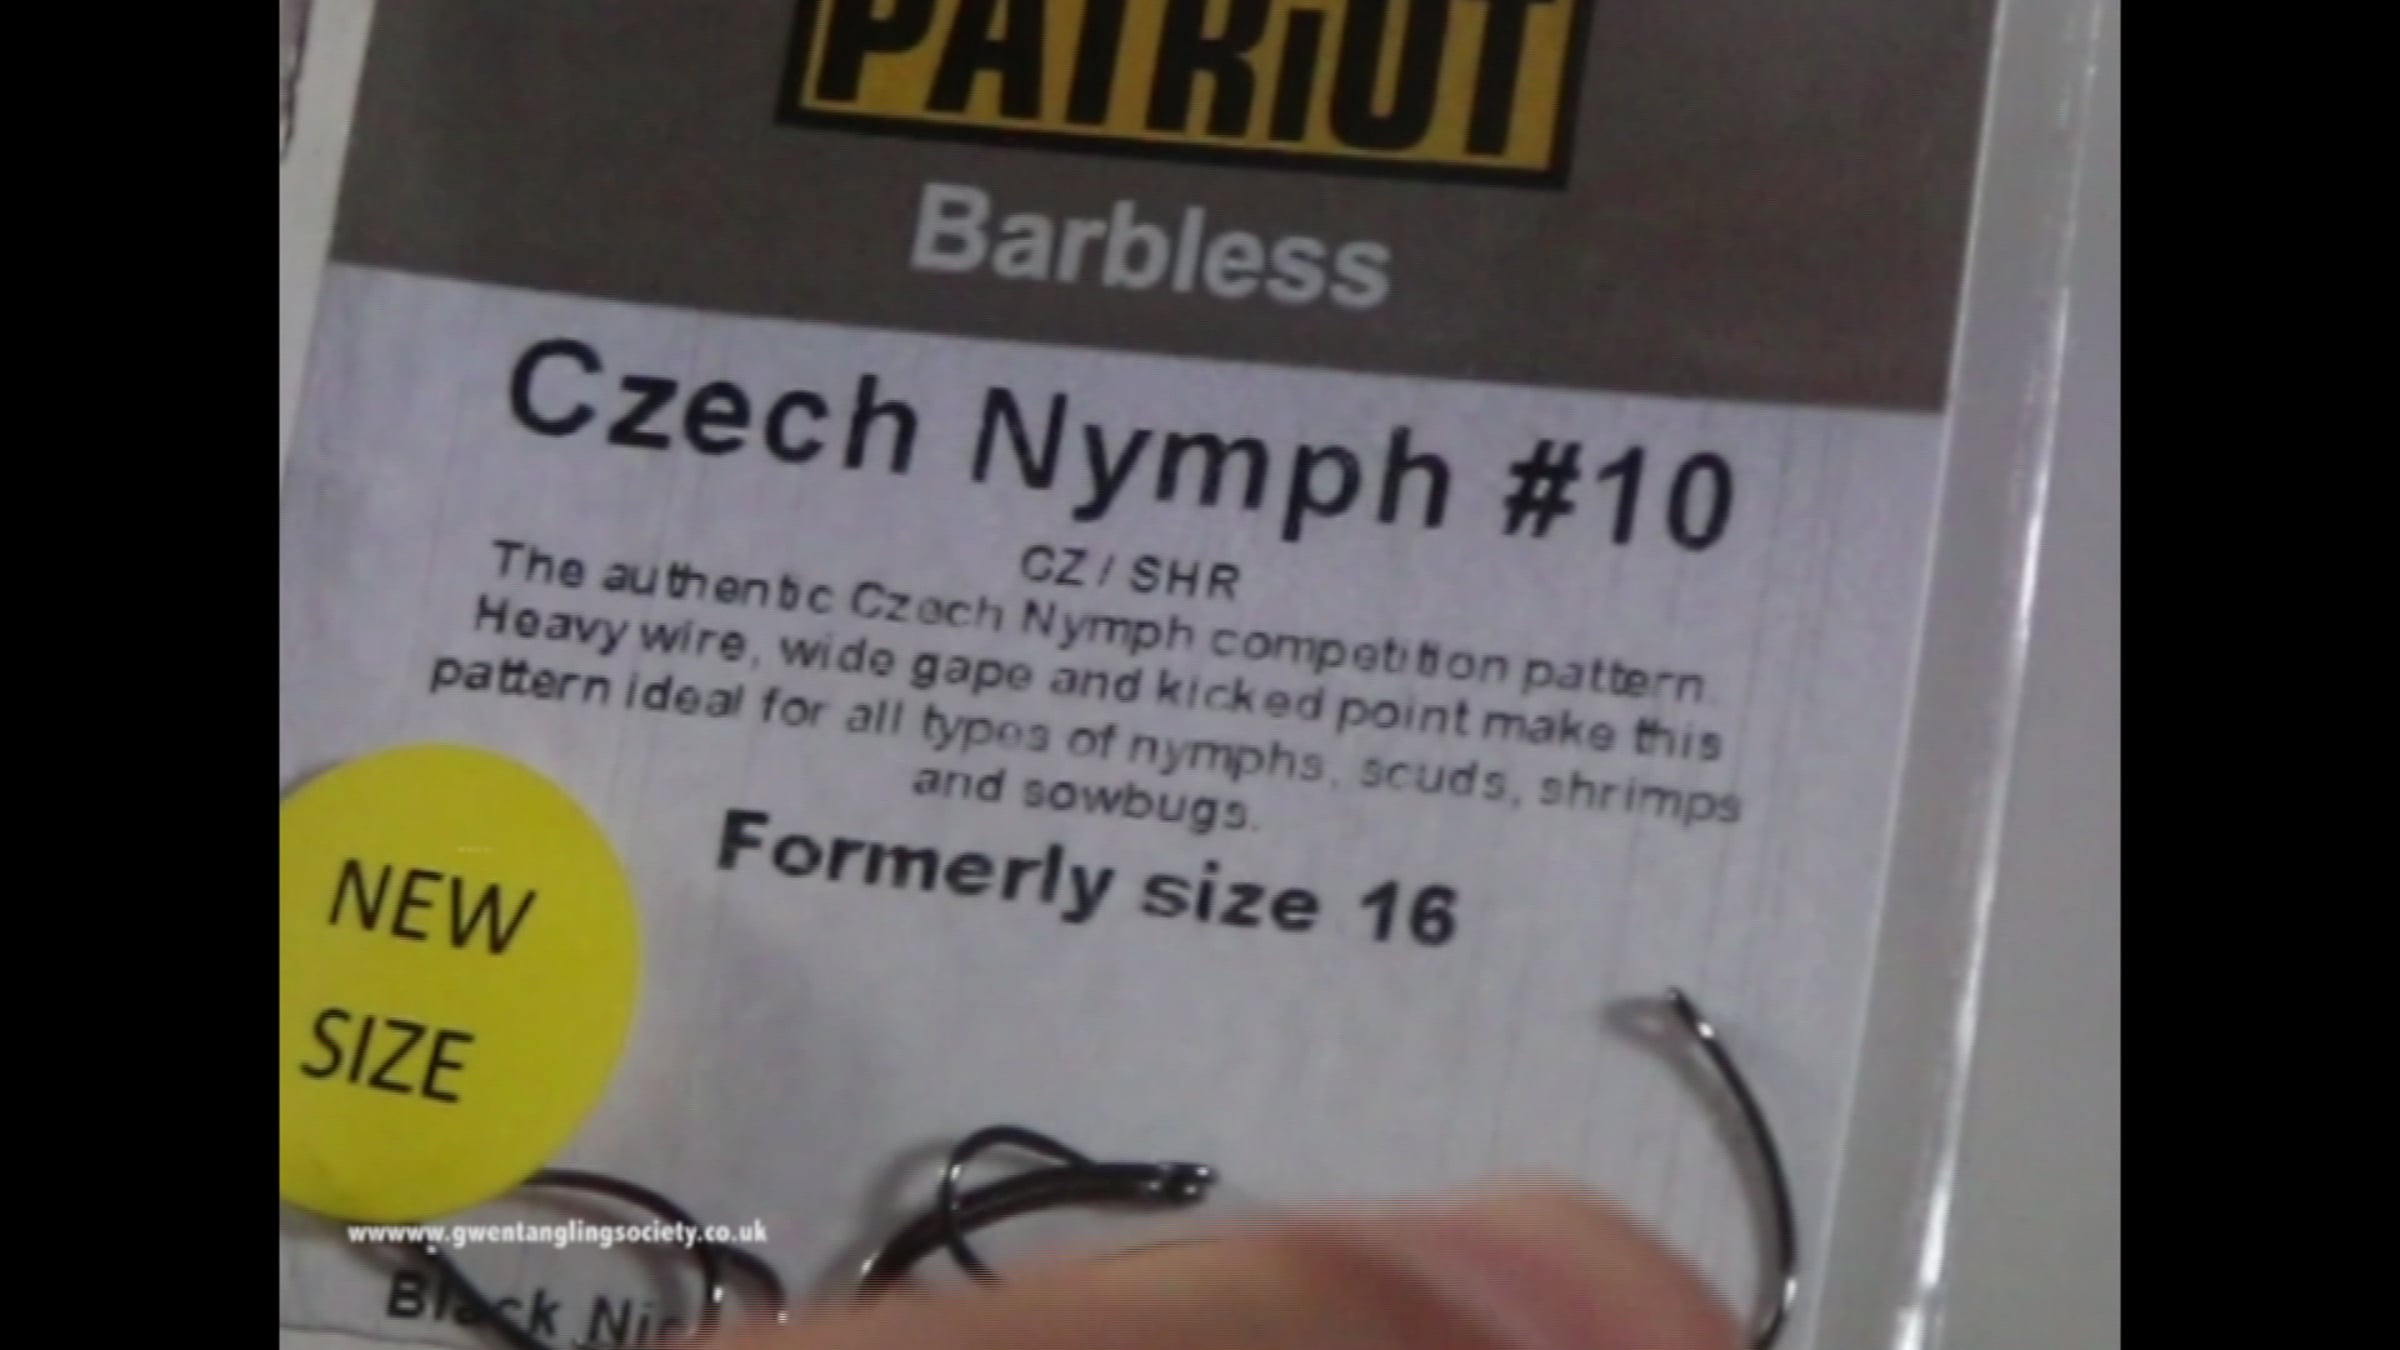 PATRIOT
Barbless
Czech Nymph #10
CZ / SHR
The authentic Czech Nymph competition pattern.
Heavy wire, wide gape and kicked point make this
pattern ideal for all types of nymphs, scuds, shrimps
and sowbugs.
Formerly size 16
NEW
SIZE
wwwww.gwentanglingsociety.co.uk
Black